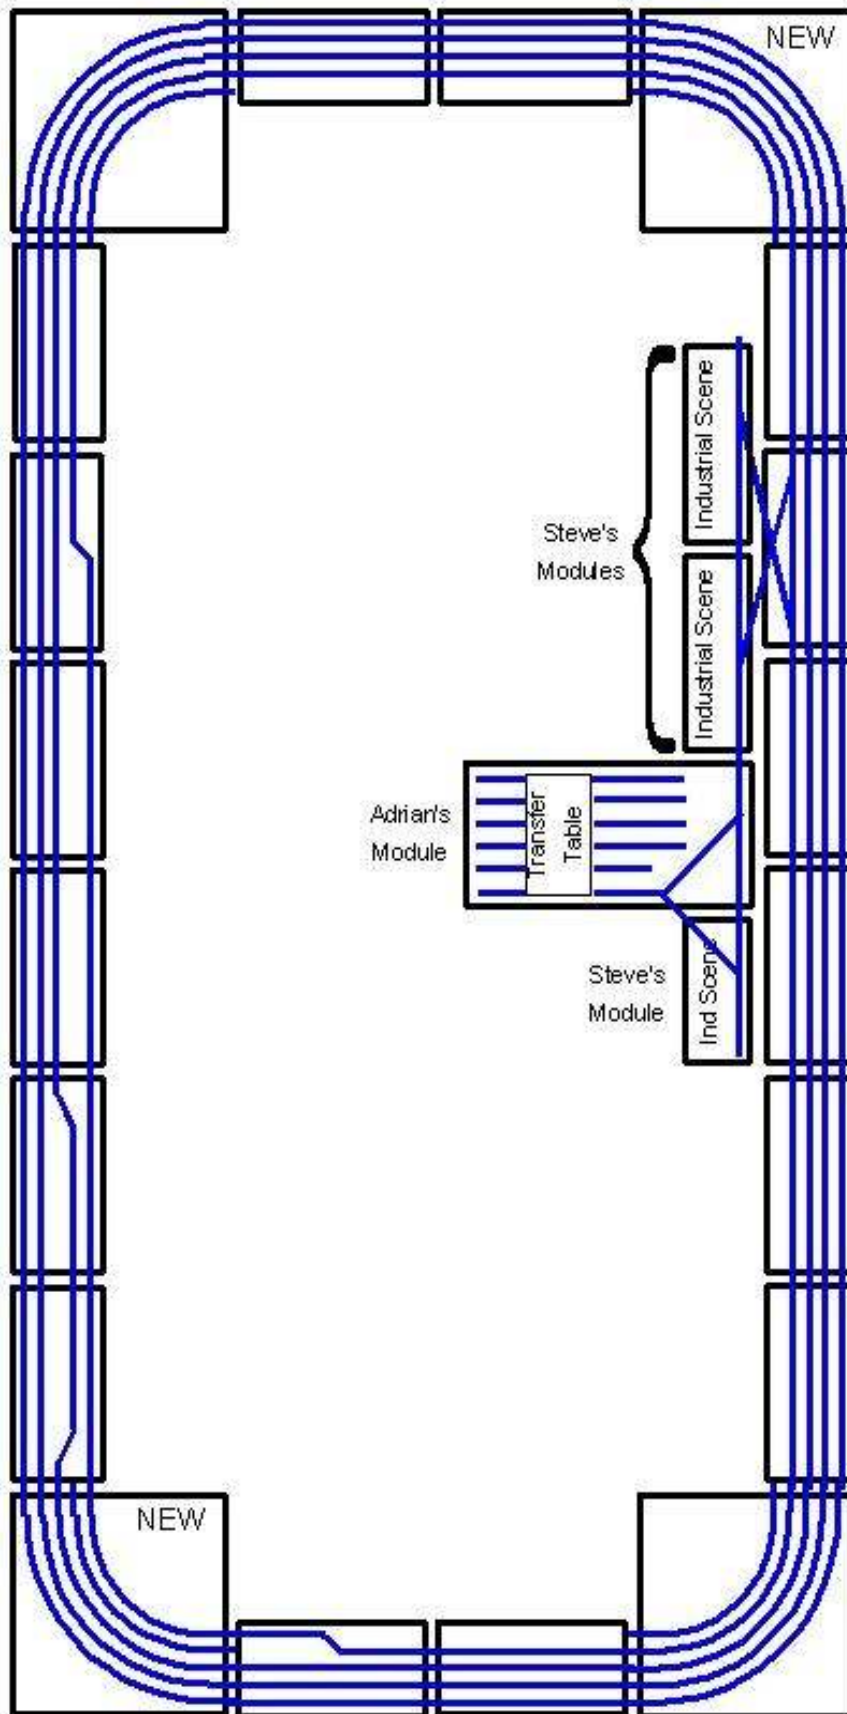 NEW
Industrial Scene
Steve's
Modules
Industrial Scene
Adrian's
Module
Transfer
Table
Steve's
Module
Ind Scene
NEW